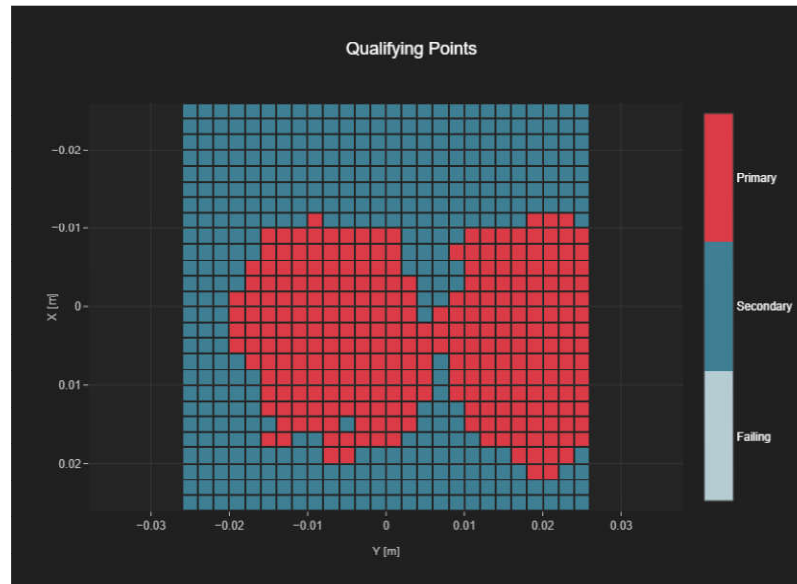 Qualifying Points
−0.02
−0.01
0
0.01
0.02
X [m]
−0.03
−0.02
−0.01
0
0.01
0.02
0.03
Y [m]
Primary
Secondary
Failing